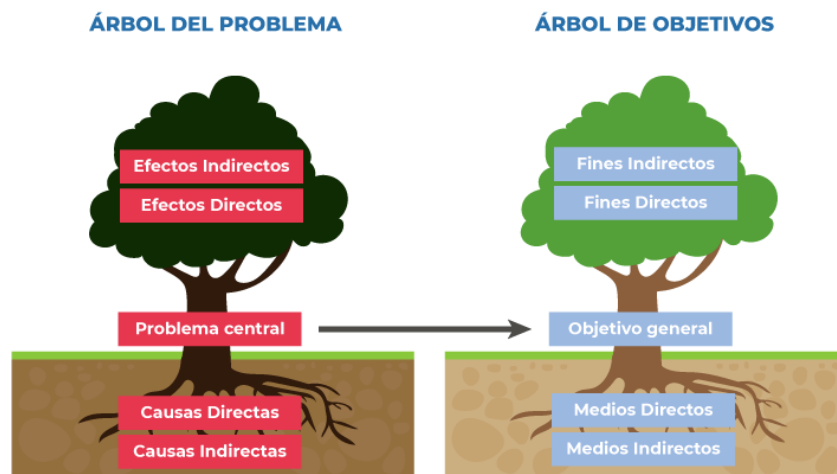 ÁRBOL DEL PROBLEMA
Efectos Indirectos
Efectos Directos
Problema central
Causas Directas
Causas Indirectas
ÁRBOL DE OBJETIVOS
Fines Indirectos
Fines Directos
Objetivo general
Medios Directos
Medios Indirectos